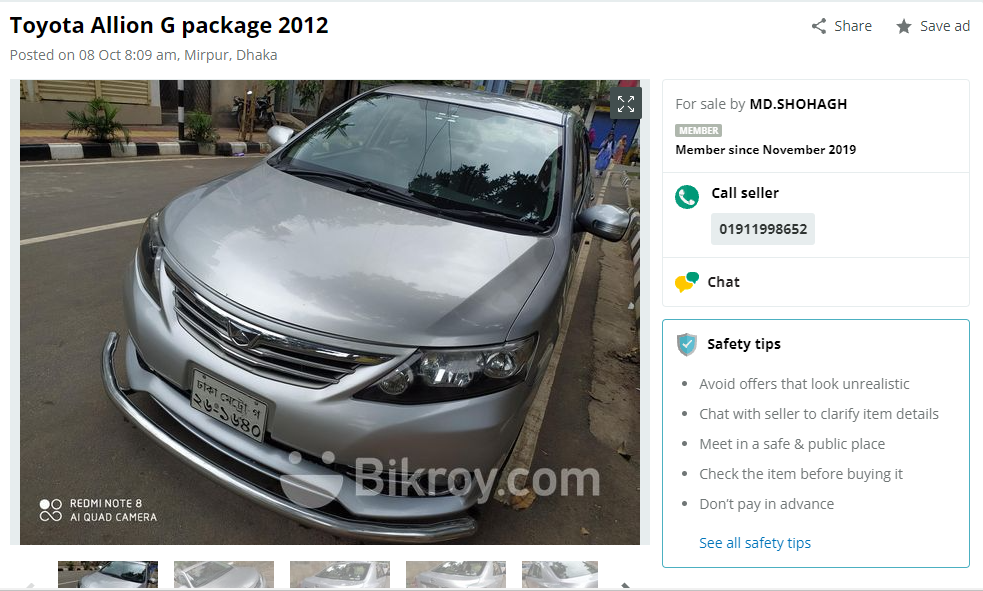 Toyota Allion G package 2012
Share
Save ad
Posted on 08 Oct 8:09 am, Mirpur, Dhaka
For sale by MD.SHOHAGH
MEMBER
Member since November 2019
Call seller
01911998652
Chat
Safety tips
Avoid offers that look unrealistic
Chat with seller to clarify item details
Meet in a safe & public place
Check the item before buying it
Don't pay in advance
See all safety tips
ঢাকা মেট্রো-গ
২৬-১৬৪০
Bikroy.com
REDMI NOTE 8
AI QUAD CAMERA